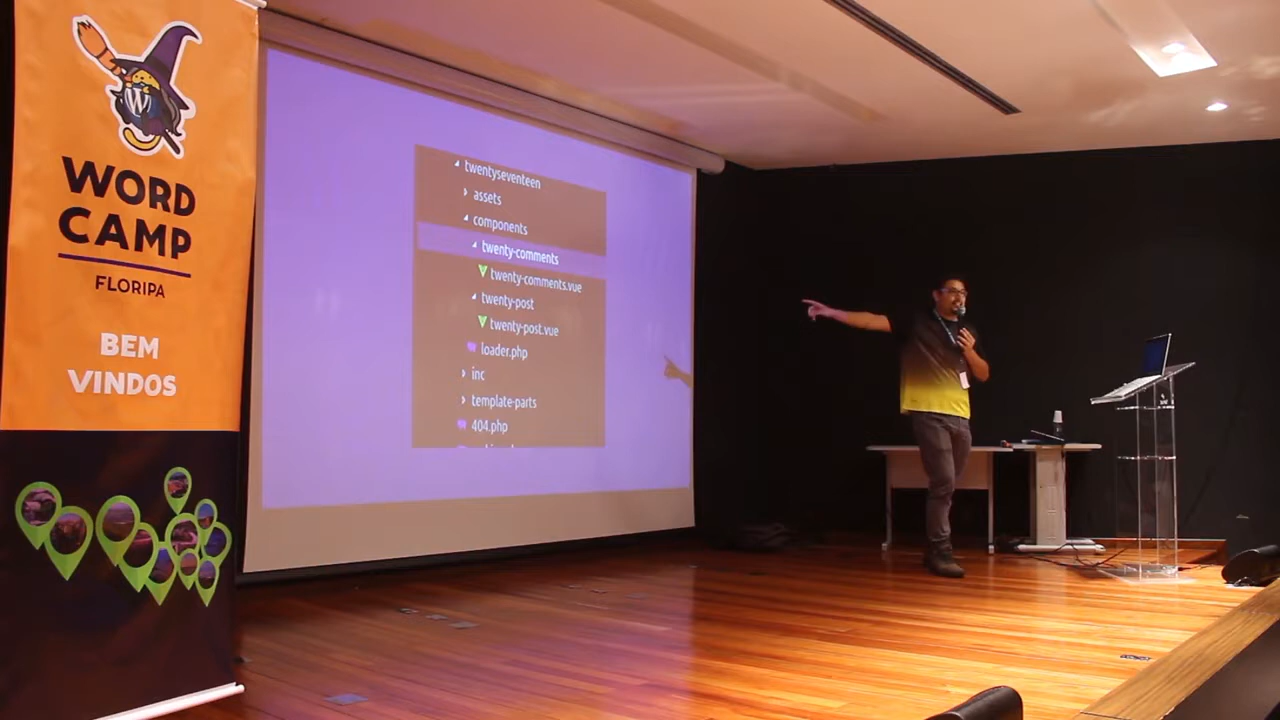 W
WORD
CAMP
FLORIPA
BEM
VINDOS
twentyseventeen
assets
components
twenty-comments
twenty-comments.vue
twenty-post
twenty-post.vue
loader.php
inc
template-parts
404.php